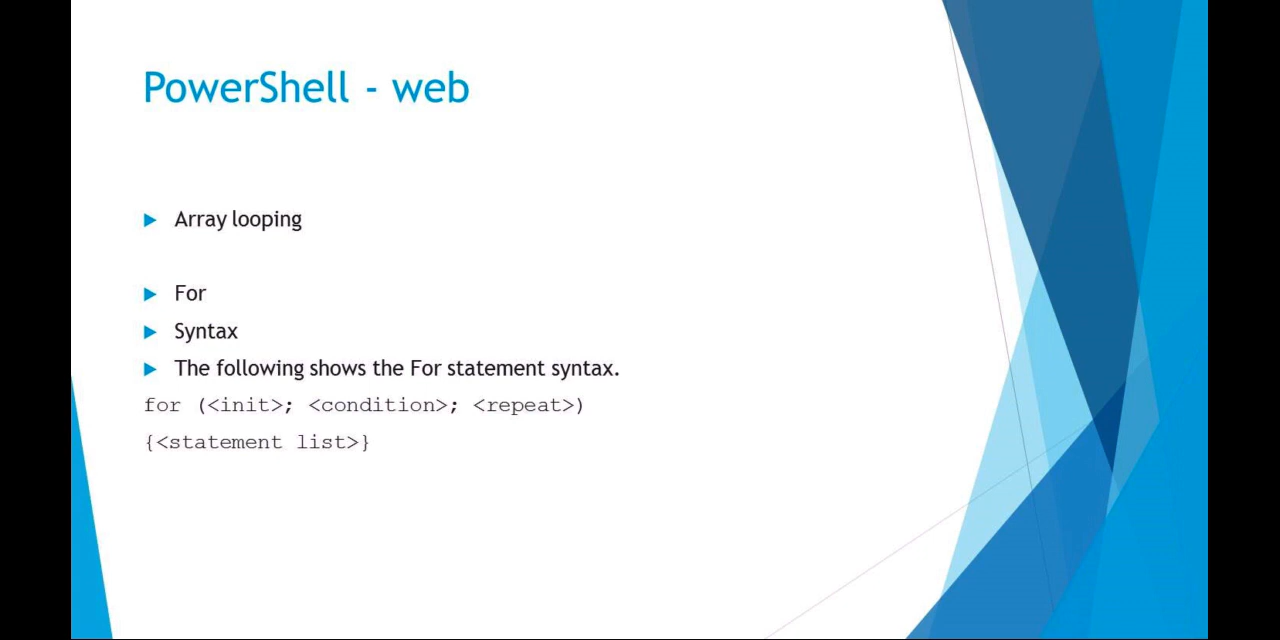 PowerShell - web
Array looping
For
Syntax
The following shows the For statement syntax.
for (<init>; <condition>; <repeat>)
{<statement list>}